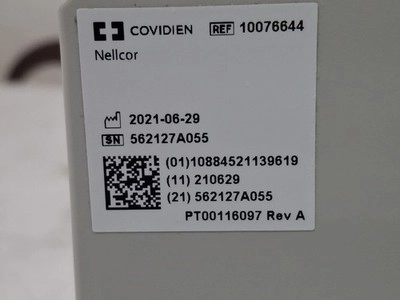 COVIDIEN REF 10076644
Nellcor
2021-06-29
SN 562127A055
(01)10884521139619
(11) 210629
(21) 562127A055
PT00116097 Rev A